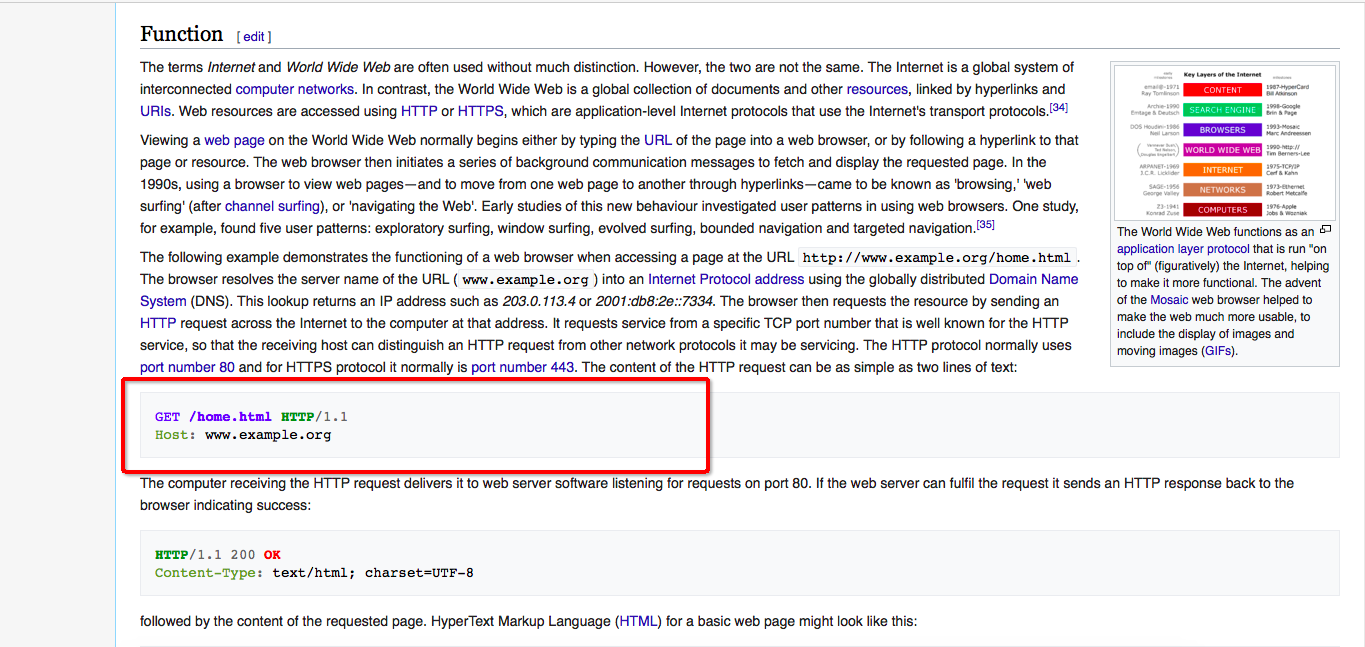 Function [ edit ]
The terms Internet and World Wide Web are often used without much distinction. However, the two are not the same. The Internet is a global system of
interconnected computer networks. In contrast, the World Wide Web is a global collection of documents and other resources, linked by hyperlinks and
URIs. Web resources are accessed using HTTP or HTTPS, which are application-level Internet protocols that use the Internet's transport protocols.[34]
Viewing a web page on the World Wide Web normally begins either by typing the URL of the page into a web browser, or by following a hyperlink to that
page or resource. The web browser then initiates a series of background communication messages to fetch and display the requested page. In the
1990s, using a browser to view web pages—and to move from one web page to another through hyperlinks—came to be known as 'browsing,' 'web
surfing' (after channel surfing), or 'navigating the Web'. Early studies of this new behaviour investigated user patterns in using web browsers. One study,
for example, found five user patterns: exploratory surfing, window surfing, evolved surfing, bounded navigation and targeted navigation.[35]
The following example demonstrates the functioning of a web browser when accessing a page at the URL http://www.example.org/home.html .
The browser resolves the server name of the URL ( www.example.org ) into an Internet Protocol address using the globally distributed Domain Name
System (DNS). This lookup returns an IP address such as 203.0.113.4 or 2001:db8:2e::7334. The browser then requests the resource by sending an
HTTP request across the Internet to the computer at that address. It requests service from a specific TCP port number that is well known for the HTTP
service, so that the receiving host can distinguish an HTTP request from other network protocols it may be servicing. The HTTP protocol normally uses
port number 80 and for HTTPS protocol it normally is port number 443. The content of the HTTP request can be as simple as two lines of text:
GET /home.html HTTP/1.1
Host: www.example.org
The computer receiving the HTTP request delivers it to web server software listening for requests on port 80. If the web server can fulfil the request it sends an HTTP response back to the
browser indicating success:
HTTP/1.1 200 OK
Content-Type: text/html; charset=UTF-8
followed by the content of the requested page. HyperText Markup Language (HTML) for a basic web page might look like this:
Key Layers of the Internet
email@-1971 CONTENT 1987-HyperCard
Ray Tomlinson Bill Atkinson
Archie-1990 SEARCH ENGINE 1998-Google
Emtage & Deutsch Brin & Page
DOS Houdin-1986 BROWSERS 1993-Mosaic
Neil Larson Marc Andreessen
WORLD WIDE WEB 1990-http://
Tim Berners-Lee
ARPANET-1969 INTERNET 1975-TCP/IP
J.C.R. Licklider Cerf & Kahn
SAGE-1956 NETWORKS 1973-Ethernet
George Valley Robert Metcalfe
Z3-1941 COMPUTERS 1976-Apple
Konrad Zuse Jobs & Wozniak
The World Wide Web functions as an
application layer protocol that is run "on
top of" (figuratively) the Internet, helping
to make it more functional. The advent
of the Mosaic web browser helped to
make the web much more usable, to
include the display of images and
moving images (GIFs).